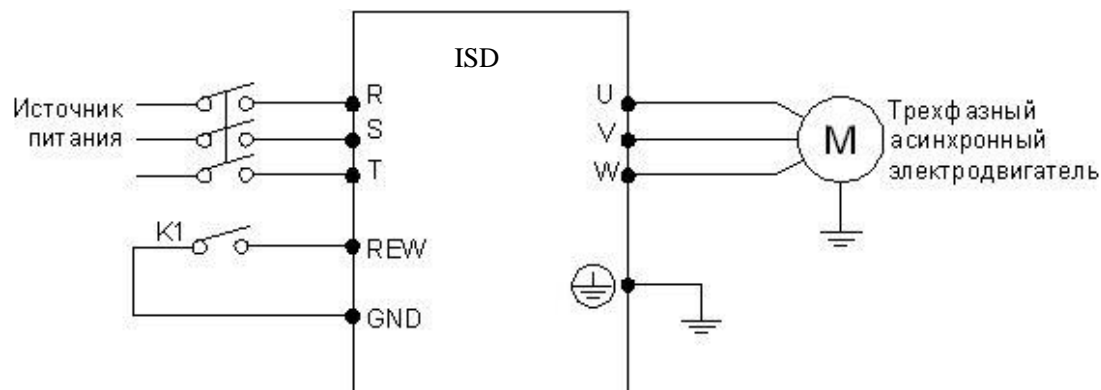 ISD
Источник
питания
R
S
T
K1
REW
GND
U
V
W
M
Трехфазный
асинхронный
электродвигатель